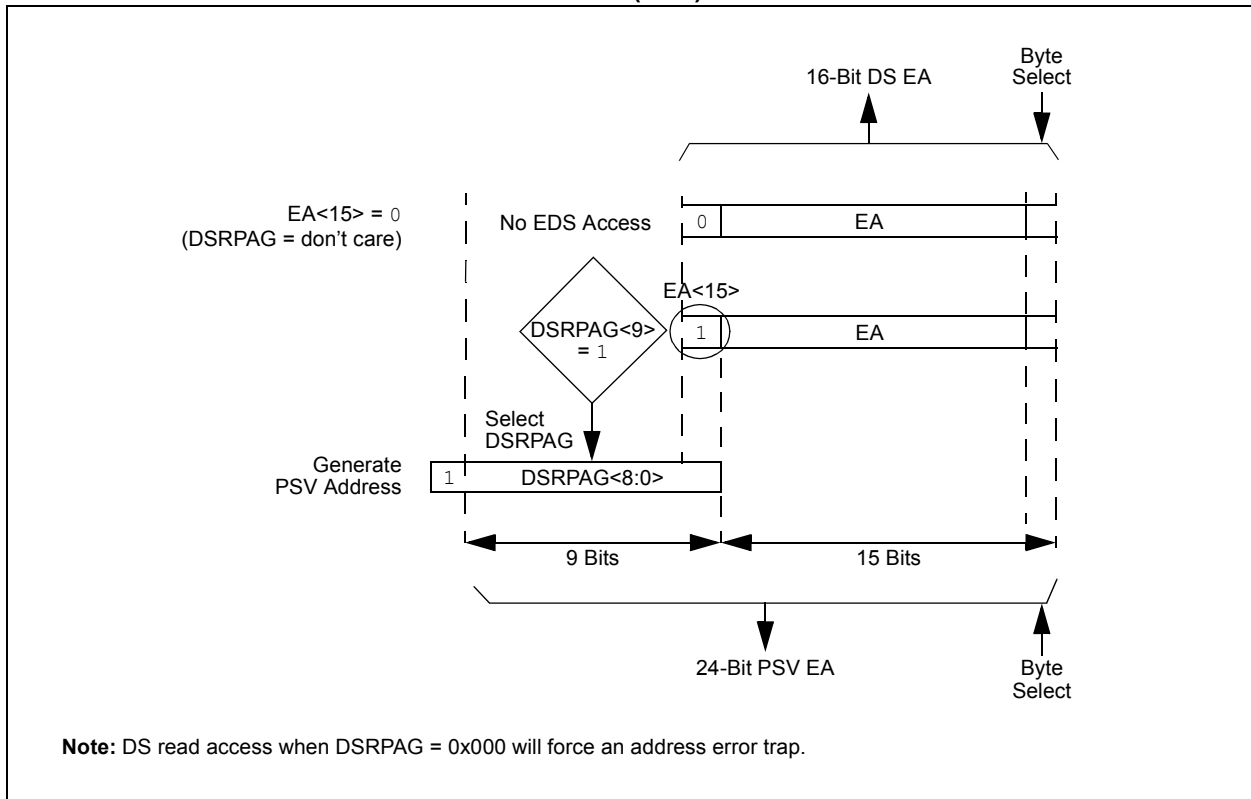 16-Bit DS EA
Byte
Select
EA<15> = 0
(DSRPAG = don't care)
No EDS Access
0
EA
EA<15>
DSRPAG<9>
= 1
1
EA
Select
DSRPAG
Generate
PSV Address
1
DSRPAG<8:0>
9 Bits
15 Bits
24-Bit PSV EA
Byte
Select
Note: DS read access when DSRPAG = 0x000 will force an address error trap.